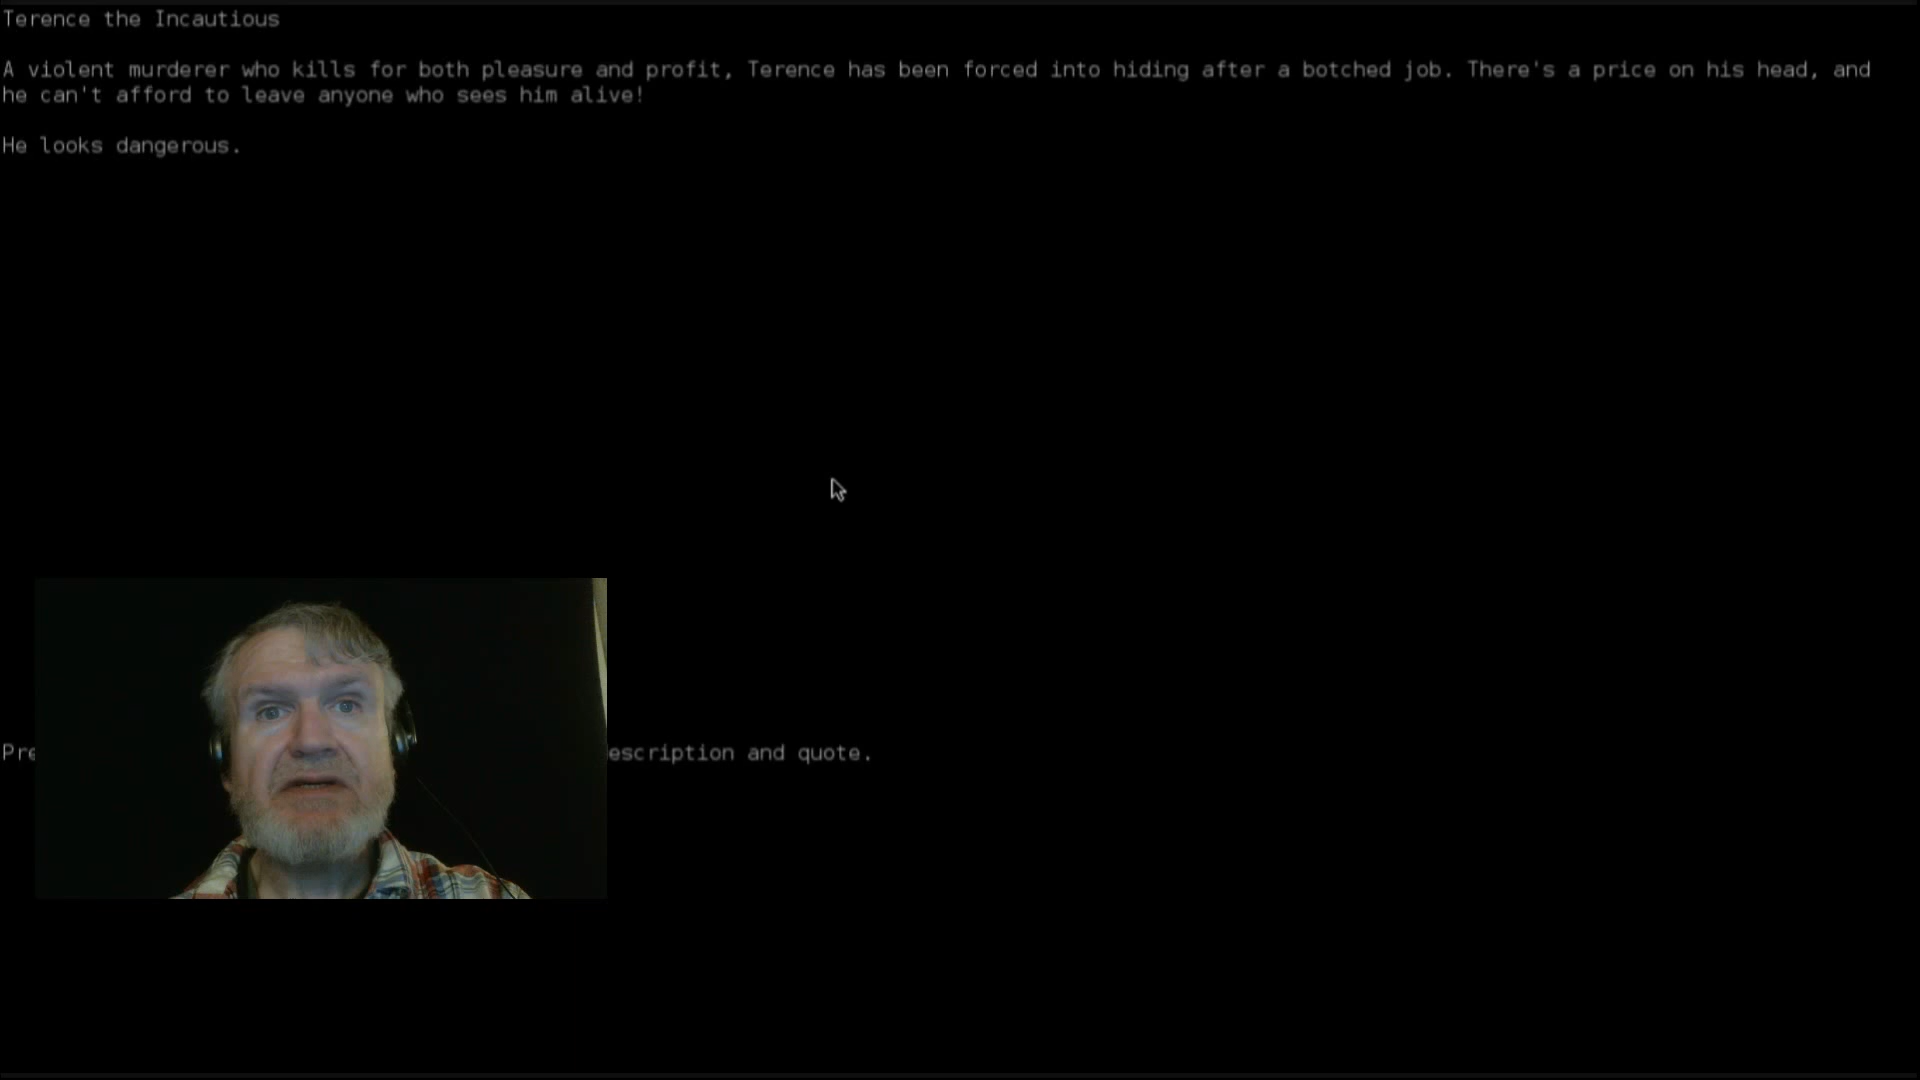 Terence the Incautious
A violent murderer who kills for both pleasure and profit, Terence has been forced into hiding after a botched job. There's a price on his head, and
he can't afford to leave anyone who sees him alive!
He looks dangerous.
description and quote.